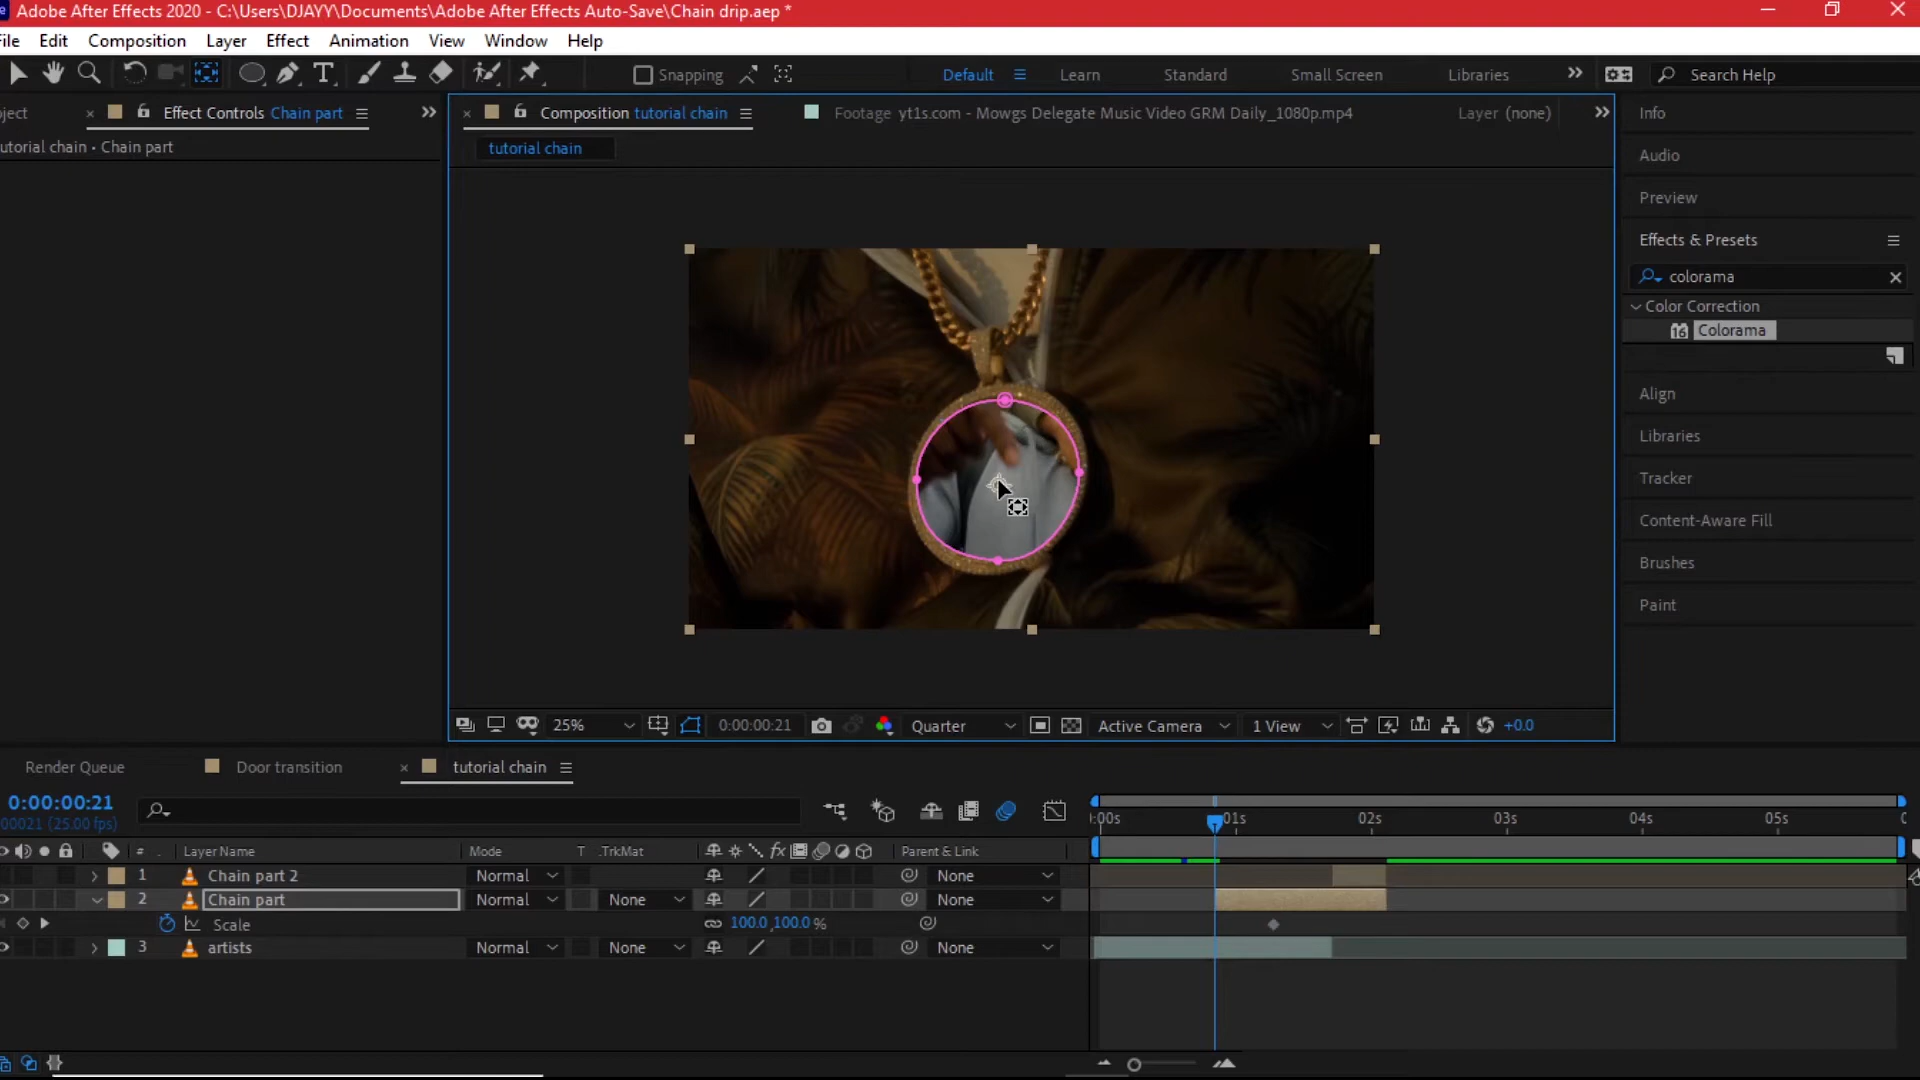 Adobe After Effects 2020 - C:\Users\DJAYY\Documents\Adobe After Effects Auto-Save\Chain drip.aep *
File Edit Composition Layer Effect Animation View Window Help
Snapping Default Learn Standard Small Screen Libraries Search Help
oject Effect Controls Chain part Composition tutorial chain Footage yt1s.com - Mowgs Delegate Music Video GRM Daily_1080p.mp4 Layer (none) Info
utorial chain • Chain part tutorial chain
Audio
Preview
Effects & Presets
colorama
Color Correction
16 Colorama
Align
Libraries
Tracker
Content-Aware Fill
Brushes
Paint
25% 0:00:00:21 Quarter Active Camera 1 View +0.0
Render Queue Door transition tutorial chain
0:00:00:21
00021 (25.00 fps)
:00s 01s 02s 03s 04s 05s
# Layer Name Mode T .TrkMat Parent & Link
1 Chain part 2 Normal None
2 Chain part Normal None None
Scale 100.0,100.0 %
3 artists Normal None None